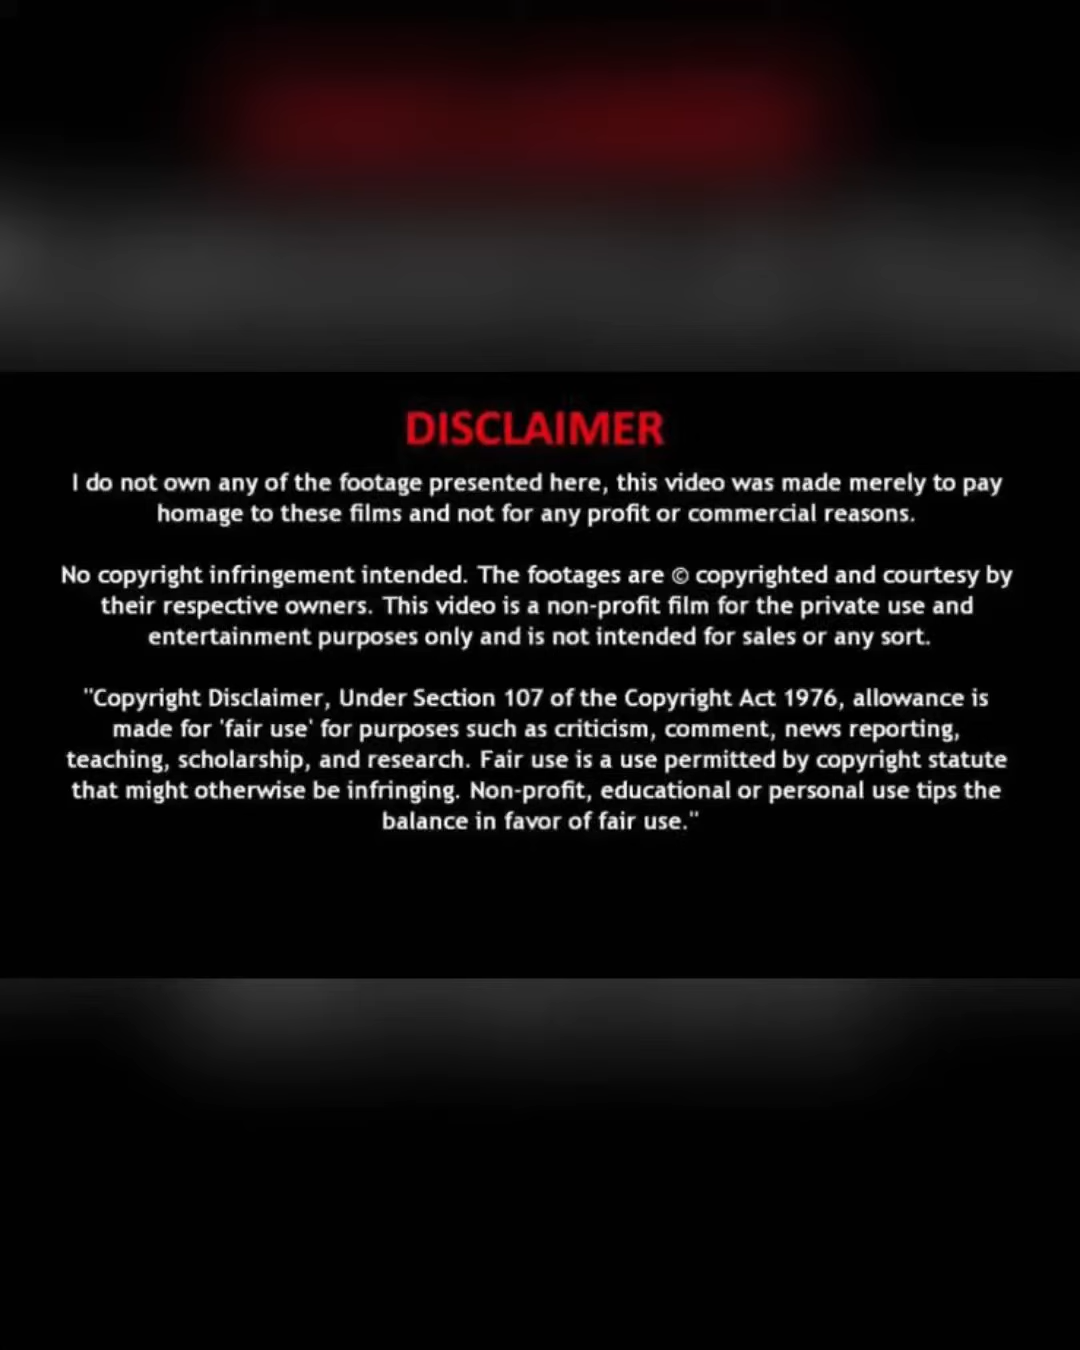 DISCLAIMER
I do not own any of the footage presented here, this video was made merely to pay
homage to these films and not for any profit or commercial reasons.
No copyright infringement intended. The footages are © copyrighted and courtesy by
their respective owners. This video is a non-profit film for the private use and
entertainment purposes only and is not intended for sales or any sort.
"Copyright Disclaimer, Under Section 107 of the Copyright Act 1976, allowance is
made for 'fair use' for purposes such as criticism, comment, news reporting,
teaching, scholarship, and research. Fair use is a use permitted by copyright statute
that might otherwise be infringing. Non-profit, educational or personal use tips the
balance in favor of fair use."